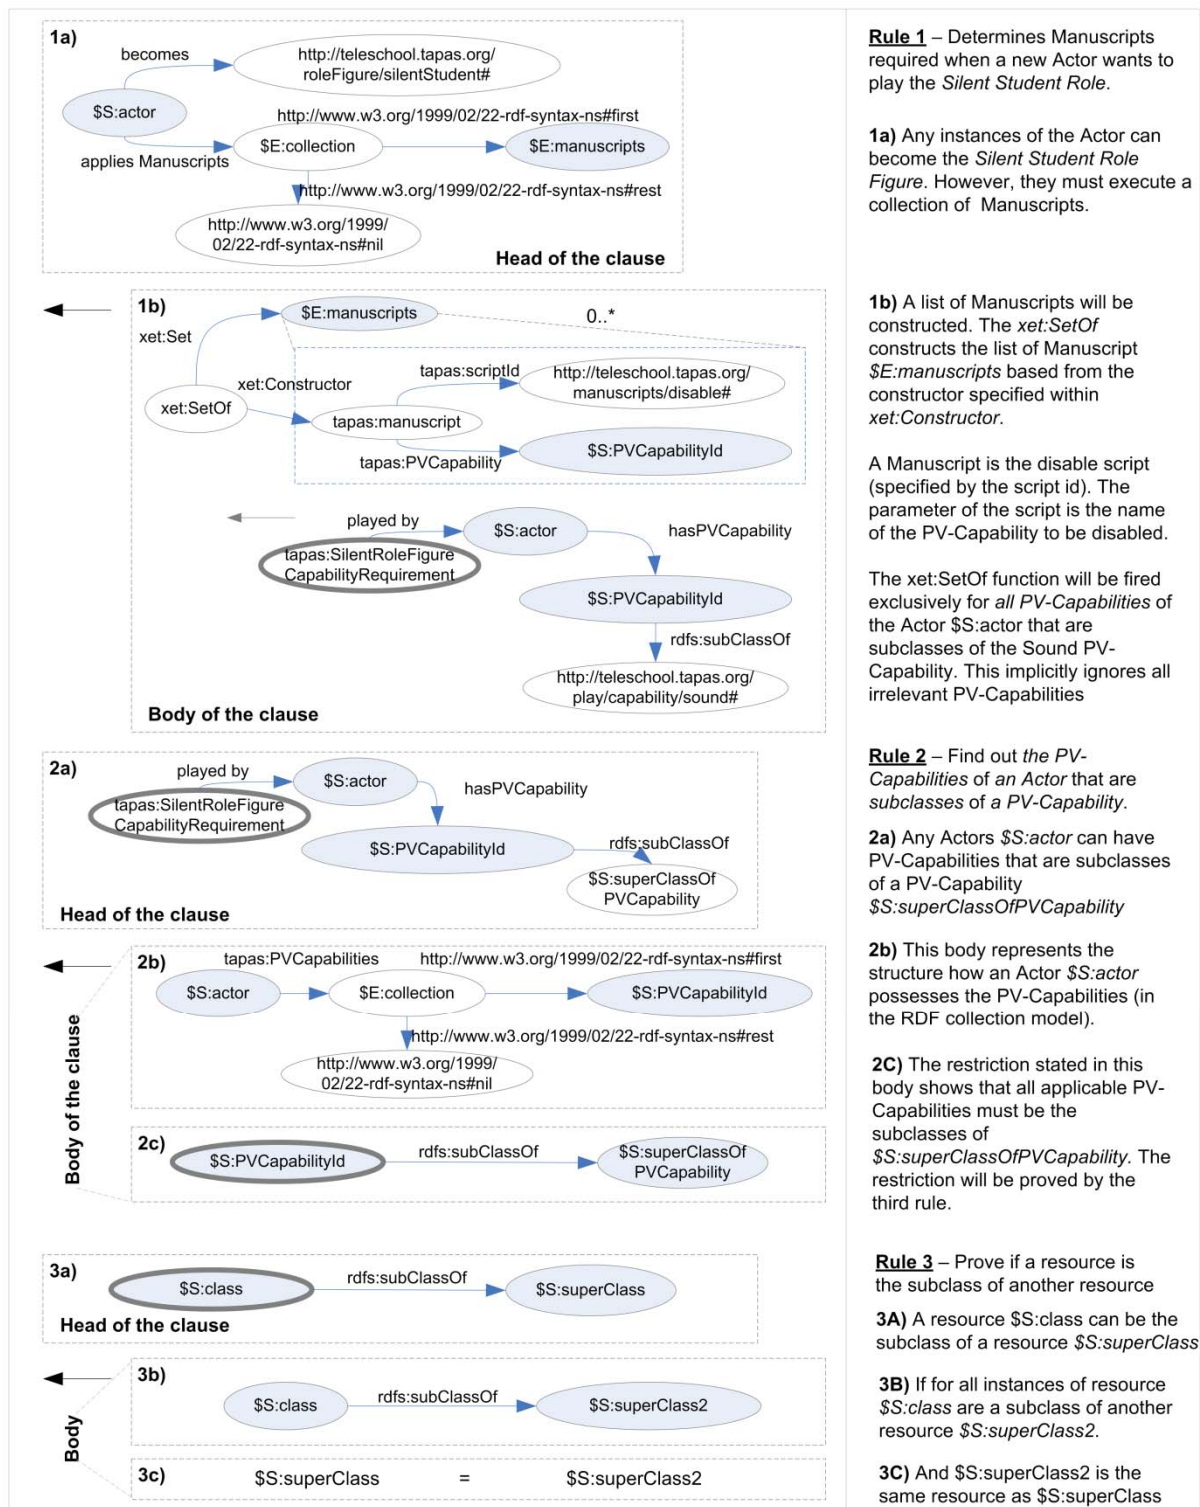 1a)
becomes
http://teleschool.tapas.org/
roleFigure/silentStudent#
$S:actor
http://www.w3.org/1999/02/22-rdf-syntax-ns#first
applies Manuscripts
$E:collection
$E:manuscripts
http://www.w3.org/1999/02/22-rdf-syntax-ns#rest
http://www.w3.org/1999/
02/22-rdf-syntax-ns#nil
Head of the clause
Rule 1 – Determines Manuscripts
required when a new Actor wants to
play the Silent Student Role.
1a) Any instances of the Actor can
become the Silent Student Role
Figure. However, they must execute a
collection of Manuscripts.
1b)
$E:manuscripts
0..*
xet:Set
xet:Constructor
xet:SetOf
tapas:scriptId
http://teleschool.tapas.org/
manuscripts/disable#
tapas:manuscript
tapas:PVCapability
$S:PVCapabilityId
played by
$S:actor
hasPVCapability
tapas:SilentRoleFigure
CapabilityRequirement
$S:PVCapabilityId
rdfs:subClassOf
http://teleschool.tapas.org/
play/capability/sound#
Body of the clause
1b) A list of Manuscripts will be
constructed. The xet:SetOf
constructs the list of Manuscript
$E:manuscripts based from the
constructor specified within
xet:Constructor.
A Manuscript is the disable script
(specified by the script id). The
parameter of the script is the name
of the PV-Capability to be disabled.
The xet:SetOf function will be fired
exclusively for all PV-Capabilities of
the Actor $S:actor that are
subclasses of the Sound PV-
Capability. This implicitly ignores all
irrelevant PV-Capabilities
2a)
played by
$S:actor
hasPVCapability
tapas:SilentRoleFigure
CapabilityRequirement
$S:PVCapabilityId
rdfs:subClassOf
$S:superClassOf
PVCapability
Head of the clause
Rule 2 – Find out the PV-
Capabilities of an Actor that are
subclasses of a PV-Capability.
2a) Any Actors $S:actor can have
PV-Capabilities that are subclasses
of a PV-Capability
$S:superClassOfPVCapability
2b)
tapas:PVCapabilities
http://www.w3.org/1999/02/22-rdf-syntax-ns#first
$S:actor
$E:collection
$S:PVCapabilityId
http://www.w3.org/1999/02/22-rdf-syntax-ns#rest
http://www.w3.org/1999/
02/22-rdf-syntax-ns#nil
Body of the clause
2c)
$S:PVCapabilityId
rdfs:subClassOf
$S:superClassOf
PVCapability
2b) This body represents the
structure how an Actor $S:actor
possesses the PV-Capabilities (in
the RDF collection model).
2C) The restriction stated in this
body shows that all applicable PV-
Capabilities must be the
subclasses of
$S:superClassOfPVCapability. The
restriction will be proved by the
third rule.
3a)
$S:class
rdfs:subClassOf
$S:superClass
Head of the clause
3b)
$S:class
rdfs:subClassOf
$S:superClass2
Body
3c)
$S:superClass = $S:superClass2
Rule 3 – Prove if a resource is
the subclass of another resource
3A) A resource $S:class can be the
subclass of a resource $S:superClass
3B) If for all instances of resource
$S:class are a subclass of another
resource $S:superClass2.
3C) And $S:superClass2 is the
same resource as $S:superClass